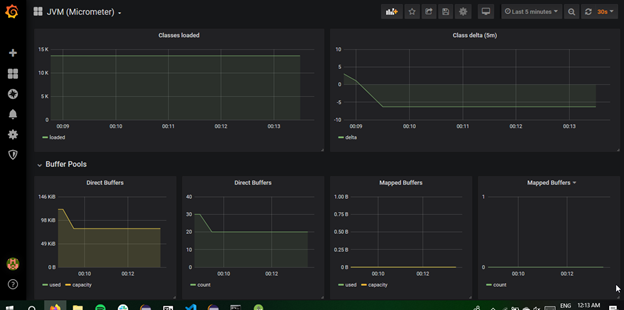 JVM (Micrometer)
Last 5 minutes
30s
Classes loaded
15 K
10 K
5 K
0
00:09 00:10 00:11 00:12 00:13
loaded
Class delta (5m)
10
5
0
-5
-10
00:09 00:10 00:11 00:12 00:13
delta
Buffer Pools
Direct Buffers
146 KiB
98 KiB
49 KiB
0 B
00:10 00:12
used capacity
Direct Buffers
40
30
20
10
0
00:10 00:12
count
Mapped Buffers
1.00 B
0.75 B
0.50 B
0.25 B
0 B
00:10 00:12
used capacity
Mapped Buffers
1
0
00:10 00:12
count
ENG 12:13 AM